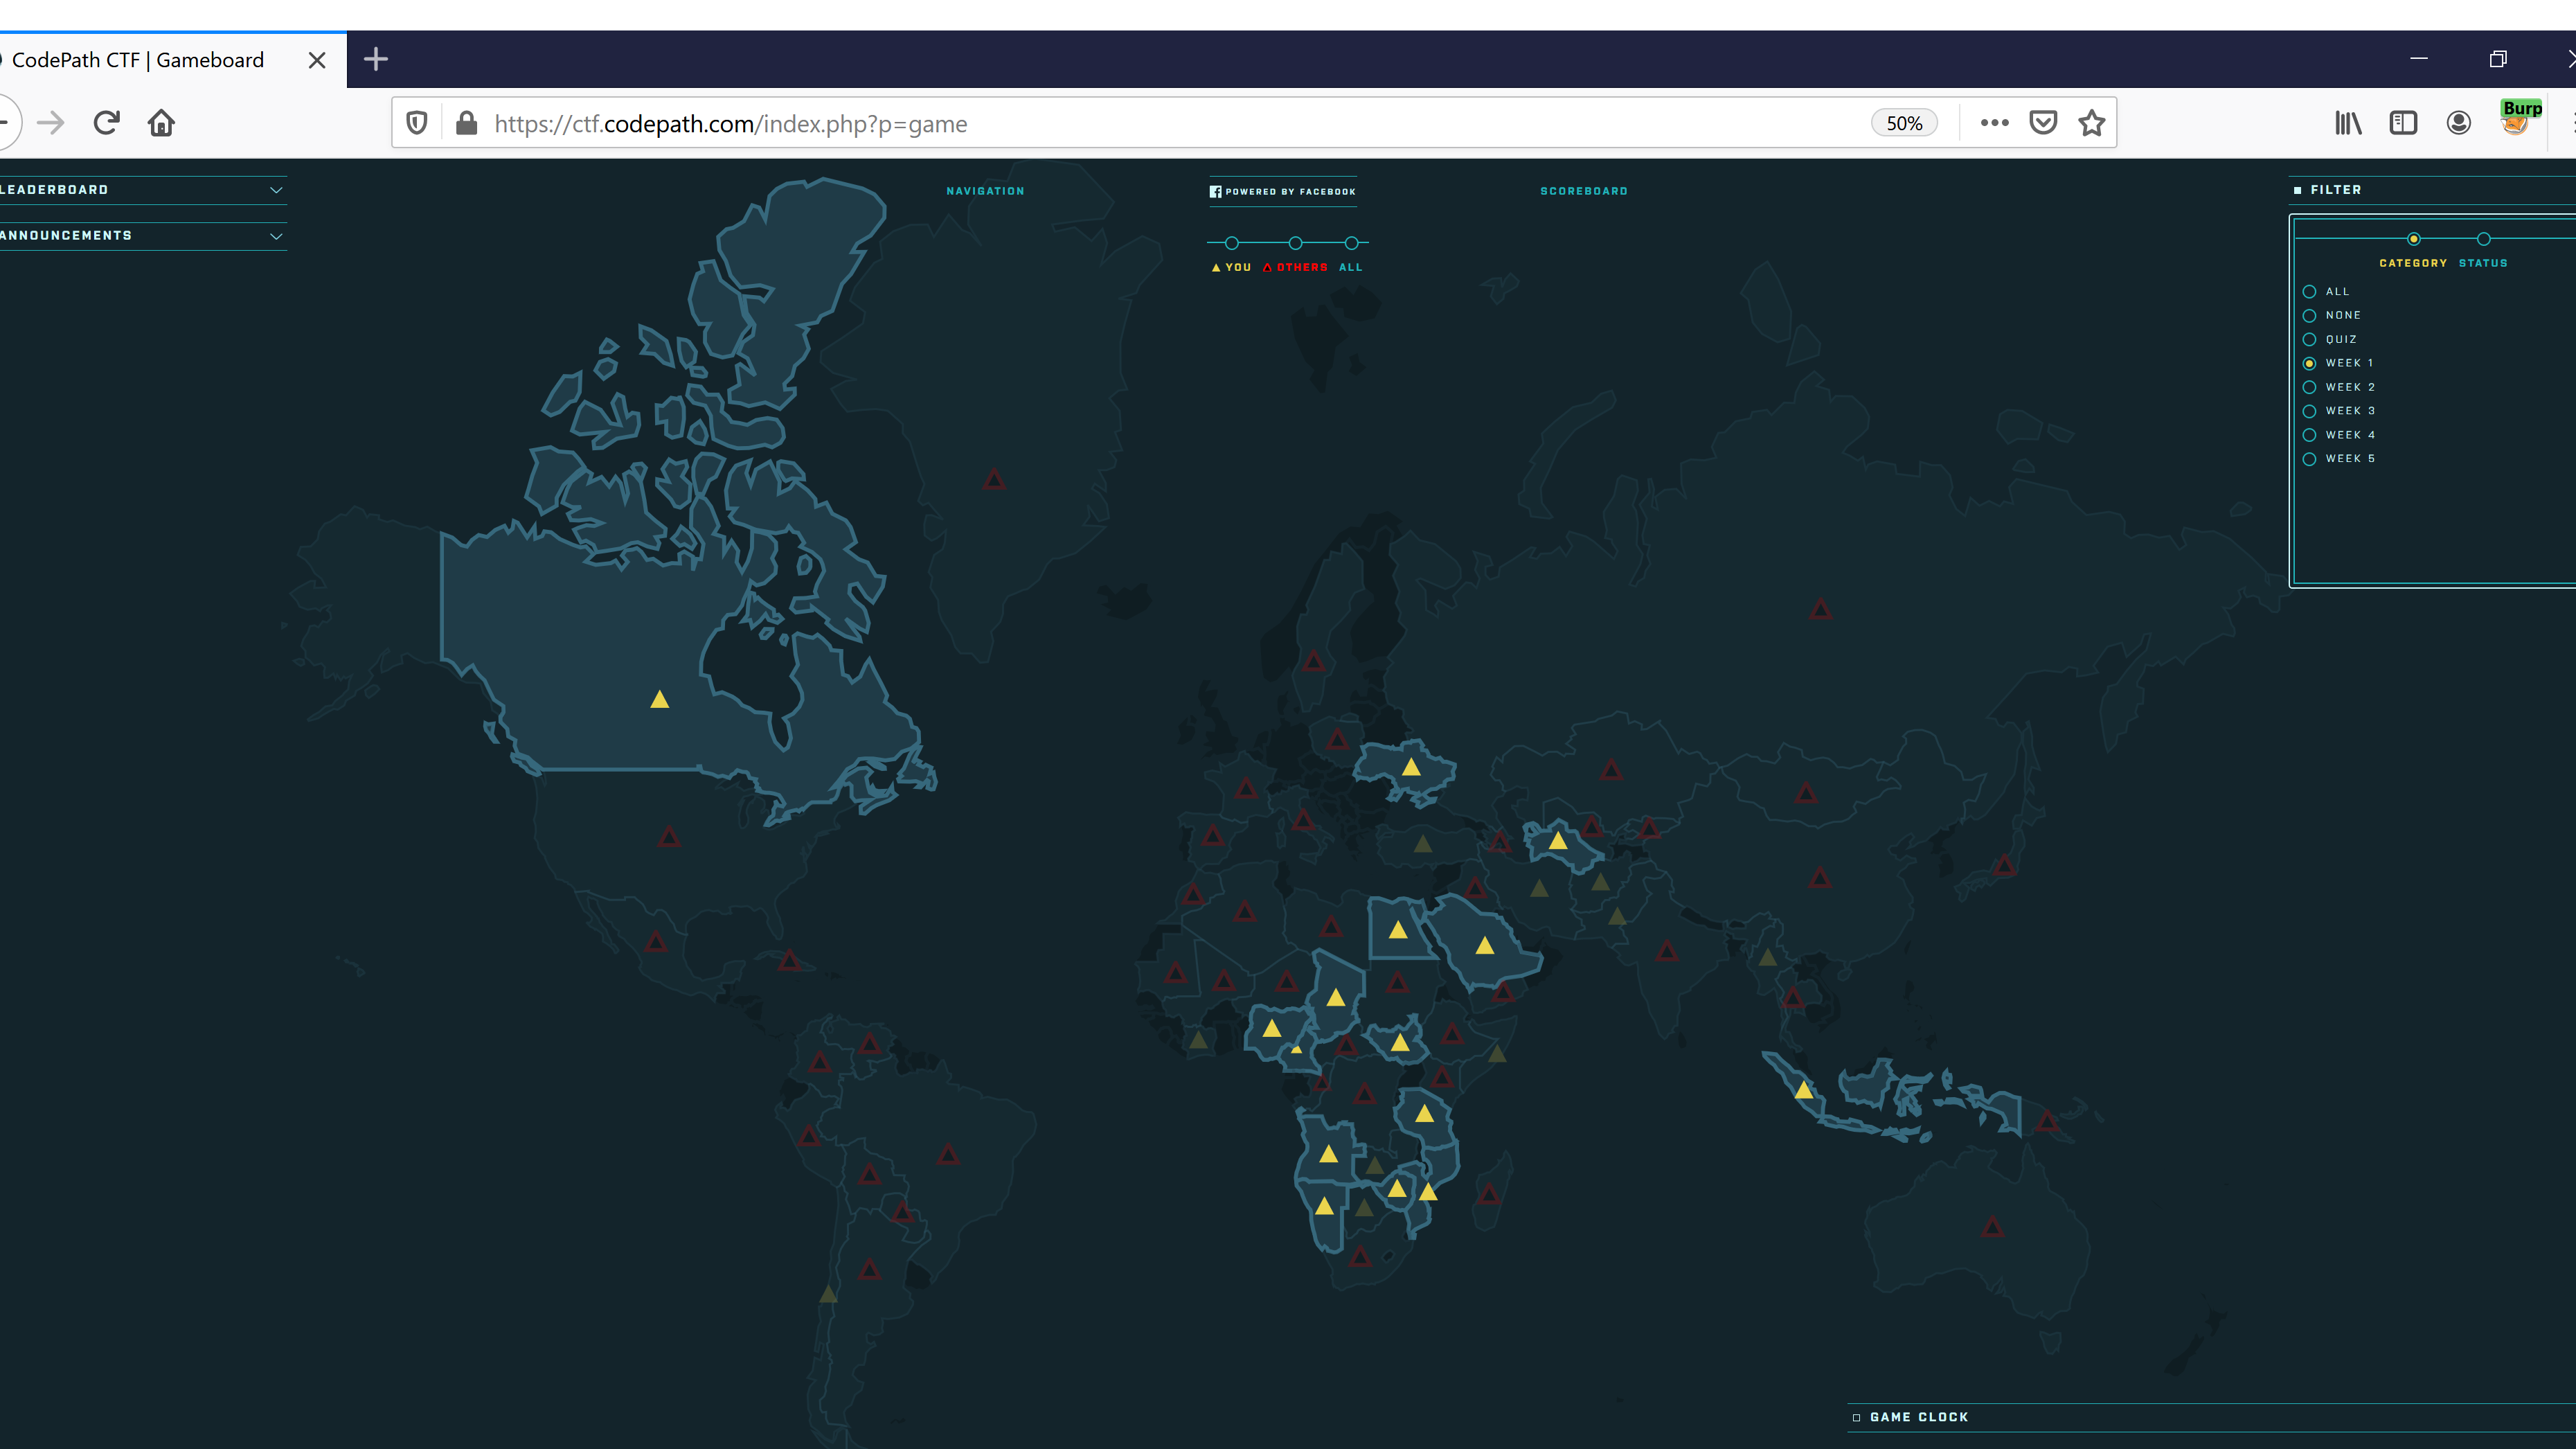 CodePath CTF | Gameboard
https://ctf.codepath.com/index.php?p=game
50%
Burp
LEADERBOARD
ANNOUNCEMENTS
NAVIGATION
POWERED BY FACEBOOK
SCOREBOARD
YOU OTHERS ALL
FILTER
CATEGORY STATUS
ALL
NONE
QUIZ
WEEK 1
WEEK 2
WEEK 3
WEEK 4
WEEK 5
GAME CLOCK